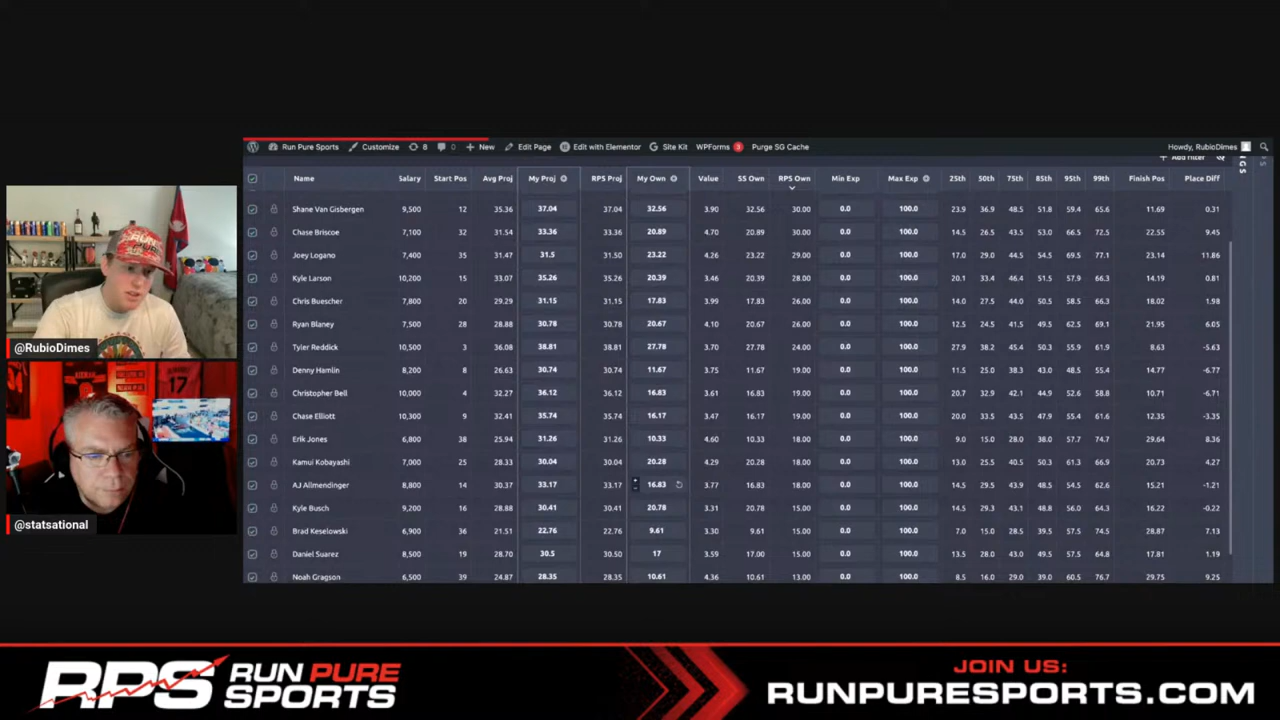 Run Pure Sports Customize 8 0 New Edit Page Edit with Elementor Site Kit WPForms 3 Purge SG Cache Howdy, RubioDimes
Add Filter
Name Salary Start Pos Avg Proj My Proj RPS Proj My Own Value SS Own RPS Own Min Exp Max Exp 25th 50th 75th 85th 95th 99th Finish Pos Place Diff
Shane Van Gisbergen 9,500 12 35.36 37.04 37.04 32.56 3.90 32.56 30.00 0.0 100.0 23.9 36.9 48.5 51.8 59.4 65.6 11.69 0.31
Chase Briscoe 7,100 32 31.54 33.36 33.36 20.89 4.70 20.89 30.00 0.0 100.0 14.5 26.5 43.5 53.0 66.5 72.5 22.55 9.45
Joey Logano 7,400 35 31.47 31.5 31.50 23.22 4.26 23.22 29.00 0.0 100.0 17.0 29.0 44.5 51.0 69.5 77.1 23.14 11.86
Kyle Larson 10,200 15 33.07 35.26 35.26 20.39 3.46 20.39 28.00 0.0 100.0 20.1 33.4 46.4 51.5 59.4 67.3 14.19 0.81
Chris Buescher 7,800 20 29.29 31.15 31.15 17.83 3.99 17.83 26.00 0.0 100.0 14.0 27.5 44.0 50.5 58.5 66.3 18.02 1.98
Ryan Blaney 7,500 28 28.88 30.78 30.78 20.67 4.10 20.67 26.00 0.0 100.0 12.5 24.5 41.5 49.5 62.5 69.1 21.95 6.05
Tyler Reddick 10,500 3 36.08 38.81 38.81 27.78 3.70 27.78 24.00 0.0 100.0 27.9 38.2 45.4 50.3 55.9 61.9 8.63 -5.63
Denny Hamlin 8,200 8 26.63 30.74 30.74 11.67 3.75 11.67 19.00 0.0 100.0 11.5 25.0 38.3 43.0 48.5 55.4 14.77 -6.77
Christopher Bell 10,000 4 32.27 36.12 36.12 16.83 3.61 16.83 19.00 0.0 100.0 20.7 32.9 42.1 44.9 52.6 58.8 10.71 -6.71
Chase Elliott 10,300 9 32.41 35.74 35.74 16.17 3.47 16.17 19.00 0.0 100.0 20.0 33.5 43.5 47.9 55.4 61.6 12.35 -3.35
Erik Jones 6,800 38 25.94 31.26 31.26 10.33 4.60 10.33 18.00 0.0 100.0 9.0 15.0 28.0 38.0 57.7 74.7 29.64 8.36
Kamui Kobayashi 7,000 25 28.33 30.04 30.04 20.28 4.29 20.28 18.00 0.0 100.0 13.0 25.5 40.5 50.3 60.3 66.9 20.73 4.27
AJ Allmendinger 8,800 14 30.37 33.17 33.17 16.83 3.77 16.83 18.00 0.0 100.0 14.5 29.5 43.9 50.5 56.4 62.1 15.21 -1.21
Kyle Busch 9,200 16 28.88 30.41 30.41 20.78 3.31 20.78 15.00 0.0 100.0 14.5 29.3 43.1 48.8 56.0 64.3 16.22 -0.22
Brad Keselowski 6,900 36 21.51 22.76 22.76 9.61 3.30 9.61 15.00 0.0 100.0 7.0 15.0 28.5 39.5 57.5 74.5 28.87 7.13
Daniel Suarez 8,500 19 28.70 30.5 30.50 17 3.59 17.00 15.00 0.0 100.0 13.5 28.0 43.0 49.5 57.5 64.8 17.81 1.19
Noah Gragson 6,500 39 24.87 28.35 28.35 10.61 4.36 10.61 13.00 0.0 100.0 8.5 16.0 29.0 39.0 60.5 76.7 29.75 9.25
@RubioDimes
17
@statsational
RPS RUN PURE
SPORTS
JOIN US:
RUNPURESPORTS.COM